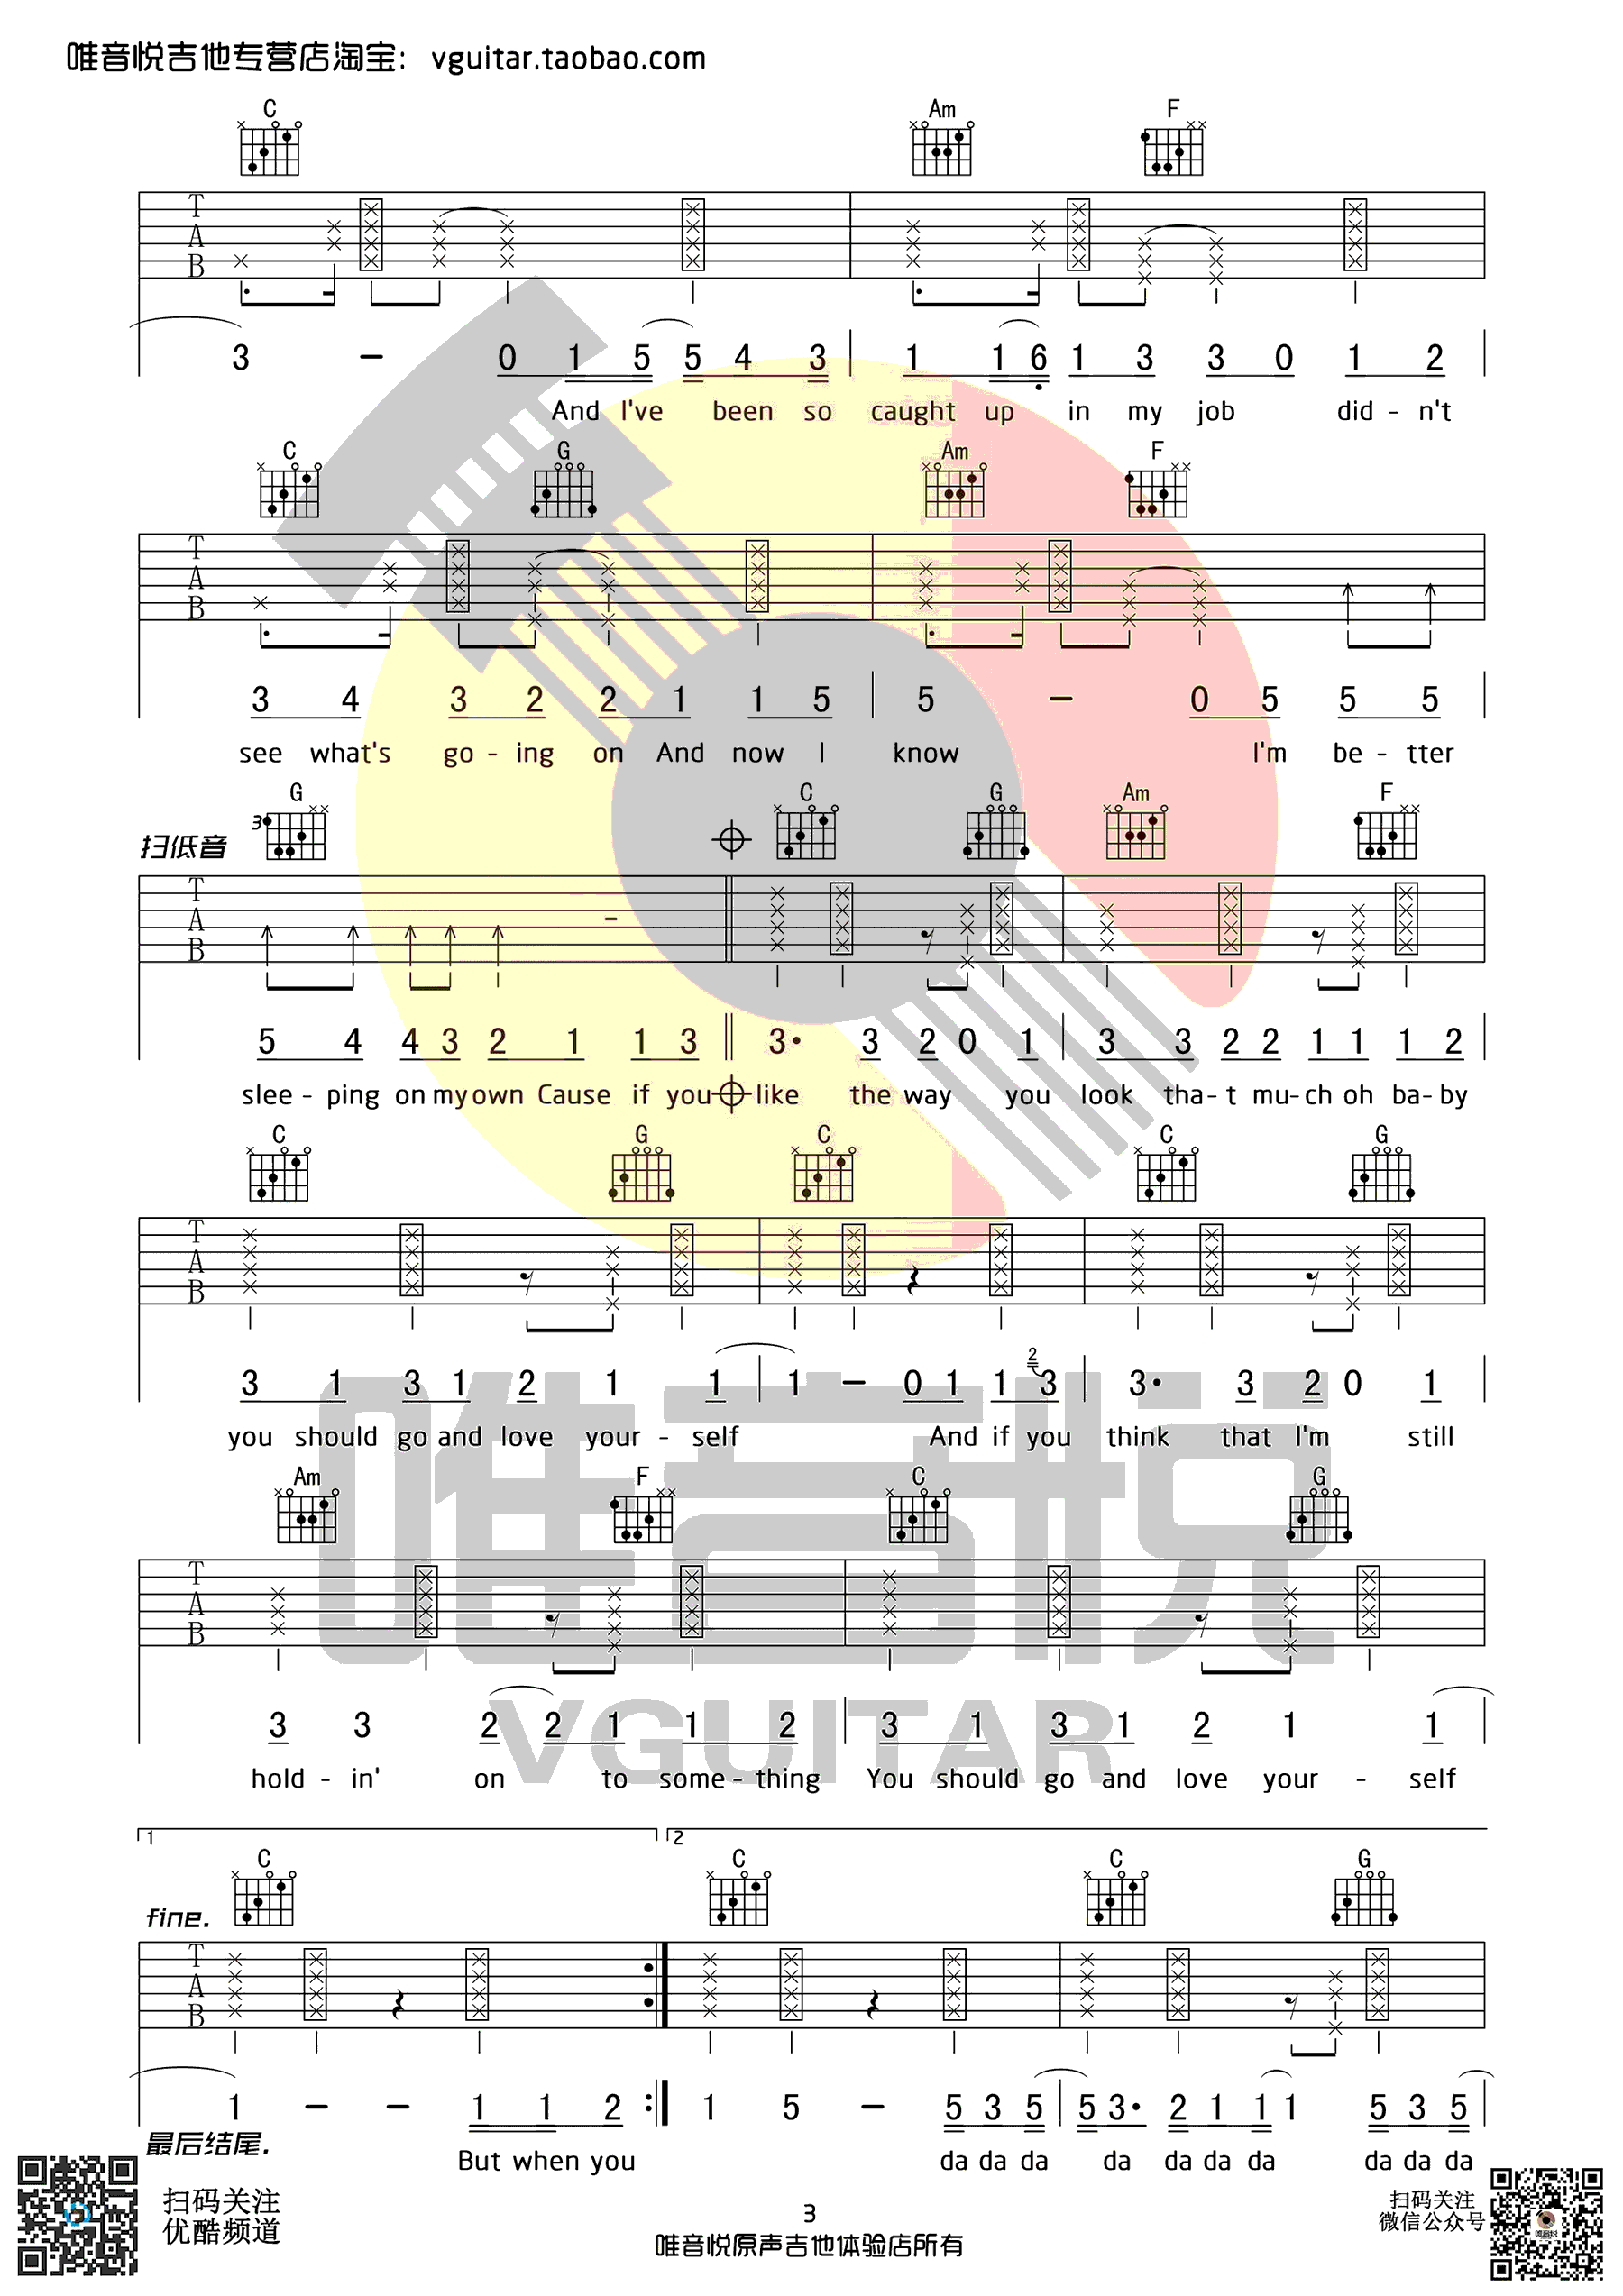 唯音悦吉他专营店淘宝: vguitar.taobao.com
C Am F
T A B
3 – 0 1 5 5 4 3 1 1 6 1 3 3 0 1 2
And I've been so caught up in my job did - n't
C G Am F
T A B
3 4 3 2 2 1 1 5 5 – 0 5 5 5
see what's go - ing on And now I know I'm be - tter
扫低音 G 3 C G Am F
T A B
5 4 4 3 2 1 1 3 3· 3 2 0 1 3 3 2 2 1 1 1 2
slee - ping on my own Cause if you like the way you look tha-t mu-ch oh ba-by
C G C C G
T A B
3 1 3 1 2 1 1 1 – 0 1 1 2 3 3· 3 2 0 1
you should go and love your - self And if you think that I'm still
Am F C G
T A B
3 3 2 2 1 1 2 3 1 3 1 2 1 1
hold - in' on to some - thing You should go and love your - self
1 2
fine. C C C G
T A B
1 – – 1 1 2 1 5 – 5 3 5 5 3· 2 1 1 1 5 3 5
最后结尾. But when you da da da da da da da da da da
扫码关注
优酷频道
3
唯音悦原声吉他体验店所有
扫码关注
微信公众号
唯音悦
VGUITAR